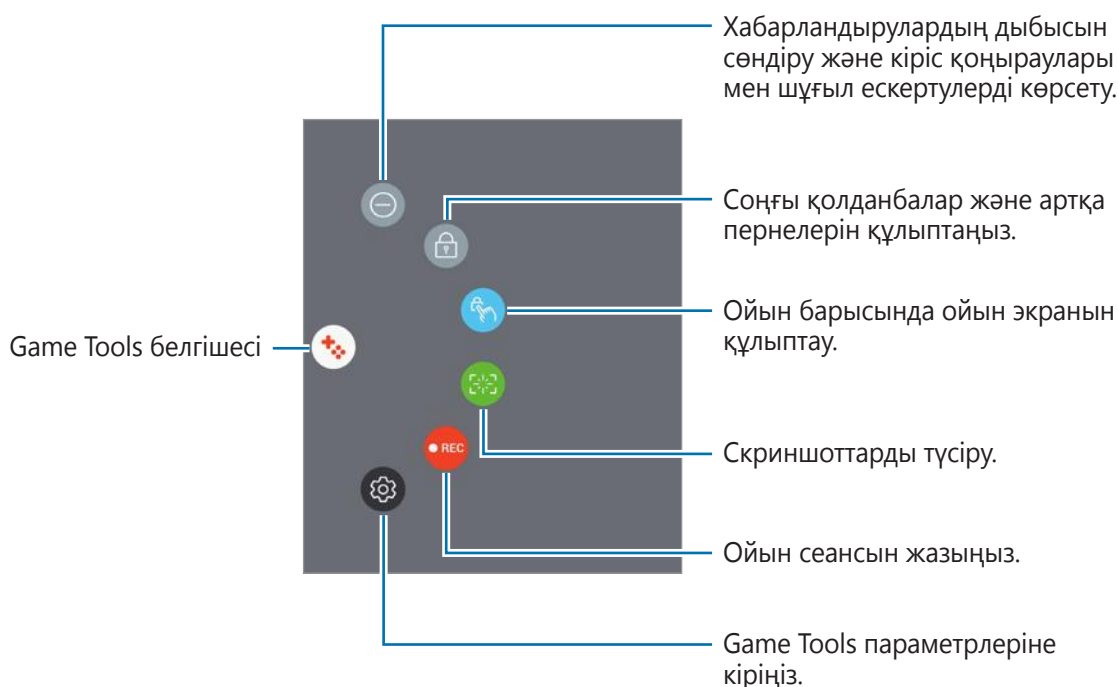 Хабарландырулардың дыбысын
сөндіру және кіріс қоңыраулары
мен шұғыл ескертулерді көрсету.
Соңғы қолданбалар және артқа
пернелерін құлыптаңыз.
Ойын барысында ойын экранын
құлыптау.
Game Tools белгішесі
Скриншоттарды түсіру.
REC
Ойын сеансын жазыңыз.
Game Tools параметрлеріне
кіріңіз.